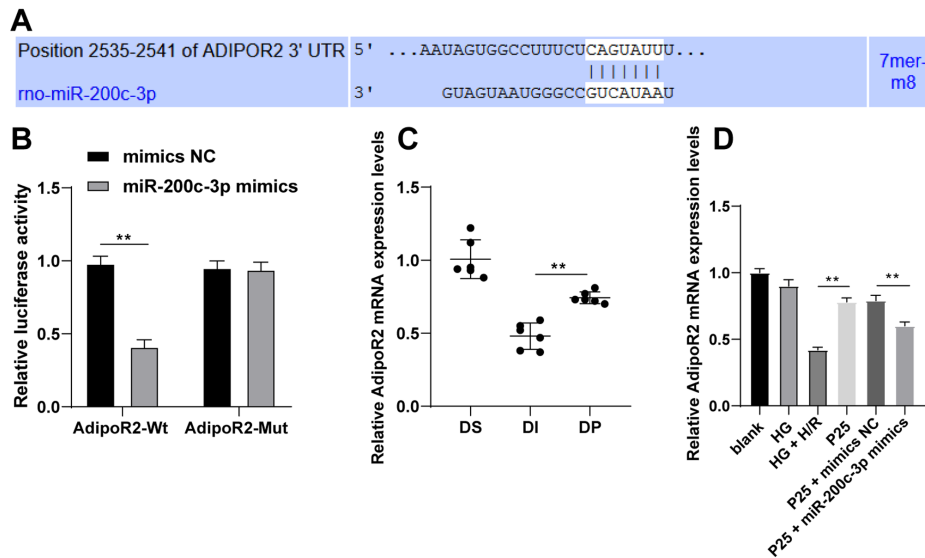 A
Position 2535-2541 of ADIPOR2 3' UTR 5' ...AAUAGUGGCCUUUCUCAGUAUUU...
| | | | | | |
rno-miR-200c-3p 3' GUAGUAAUGGGCCGUCAUAAU
7mer-
m8
B
mimics NC
miR-200c-3p mimics
Relative luciferase activity
1.5
1.0
0.5
0.0
**
AdipoR2-Wt AdipoR2-Mut
C
Relative AdipoR2 mRNA expression levels
1.5
1.0
0.5
0.0
**
DS DI DP
D
Relative AdipoR2 mRNA expression levels
1.5
1.0
0.5
0.0
** **
blank
HG
HG + H/R
P25
P25 + mimics NC
P25 + miR-200c-3p mimics